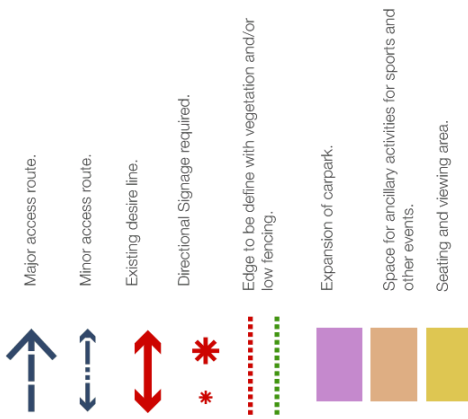 Major access route.
Minor access route.
Existing desire line.
Directional Signage required.
Edge to be define with vegetation and/or
low fencing.
Expansion of carpark.
Space for ancillary activities for sports and
other events.
Seating and viewing area.